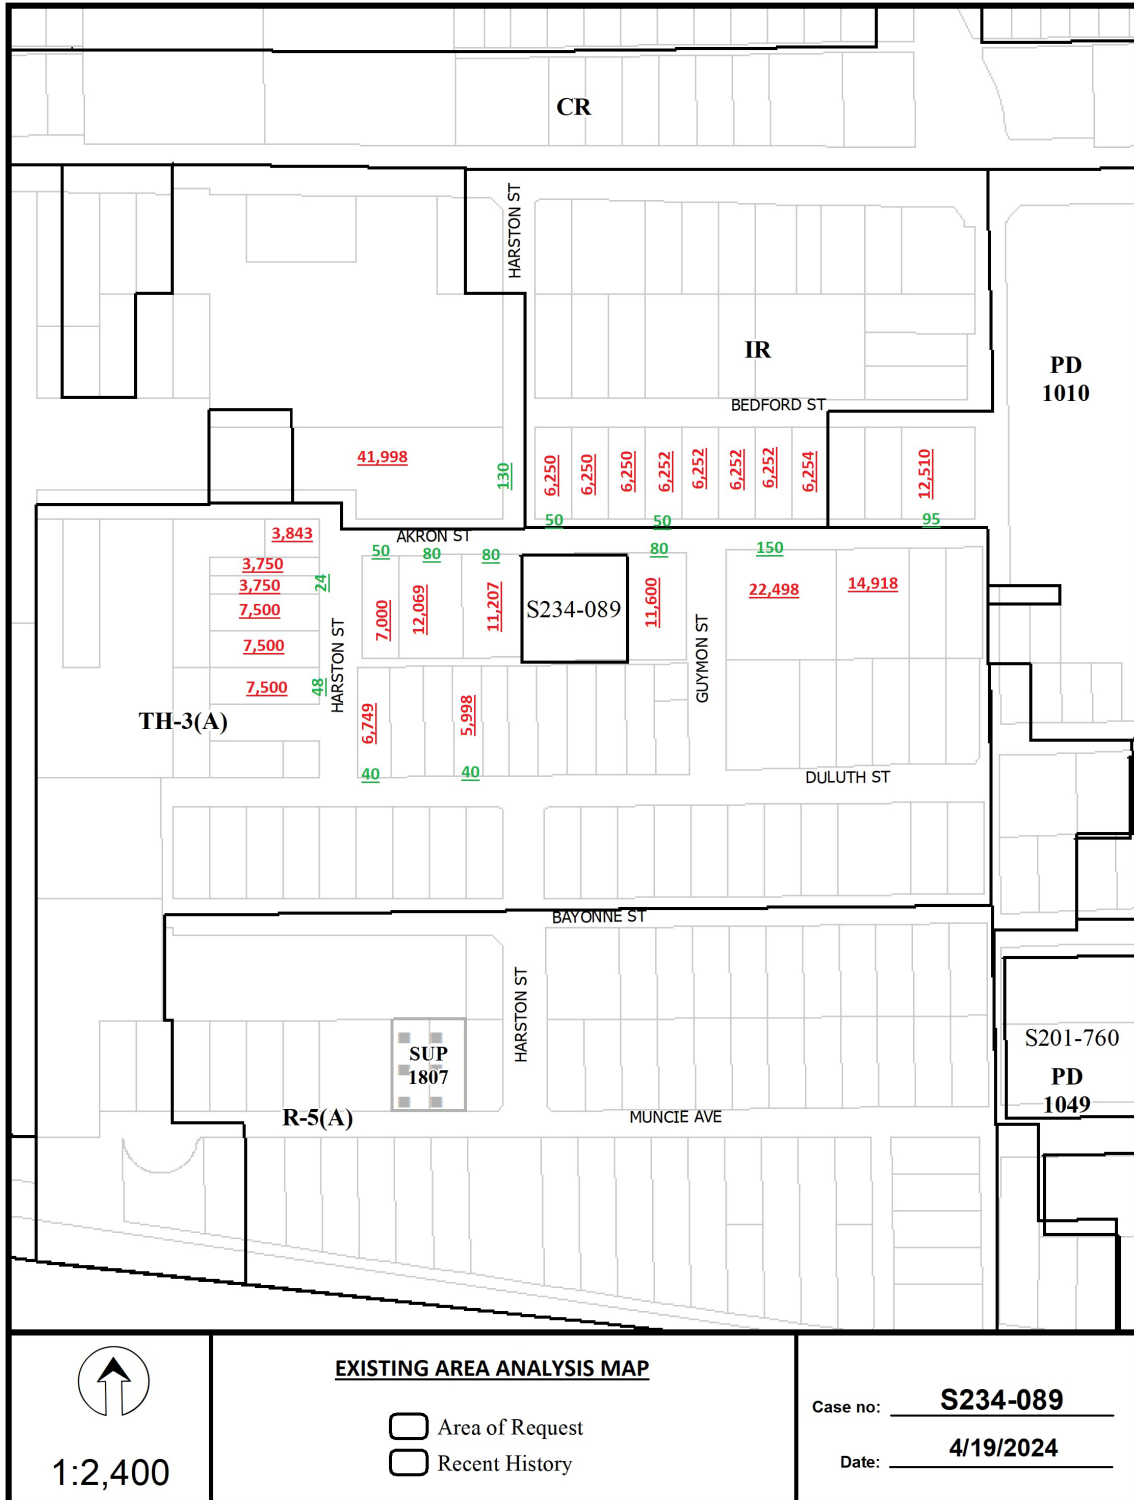 CR
HARSTON ST
IR
PD
1010
BEDFORD ST
41,998
130
6,250
6,250
6,250
6,252
6,252
6,252
6,252
6,254
12,510
50
50
95
AKRON ST
3,843
3,750
3,750
7,500
7,500
7,500
24
48
HARSTON ST
50
80
80
80
150
7,000
12,069
11,207
S234-089
11,600
22,498
14,918
GUYMON ST
TH-3(A)
6,749
5,998
40
40
DULUTH ST
BAYONNE ST
HARSTON ST
SUP
1807
S201-760
PD
1049
R-5(A)
MUNCIE AVE
1:2,400
EXISTING AREA ANALYSIS MAP
Area of Request
Recent History
Case no: S234-089
Date: 4/19/2024